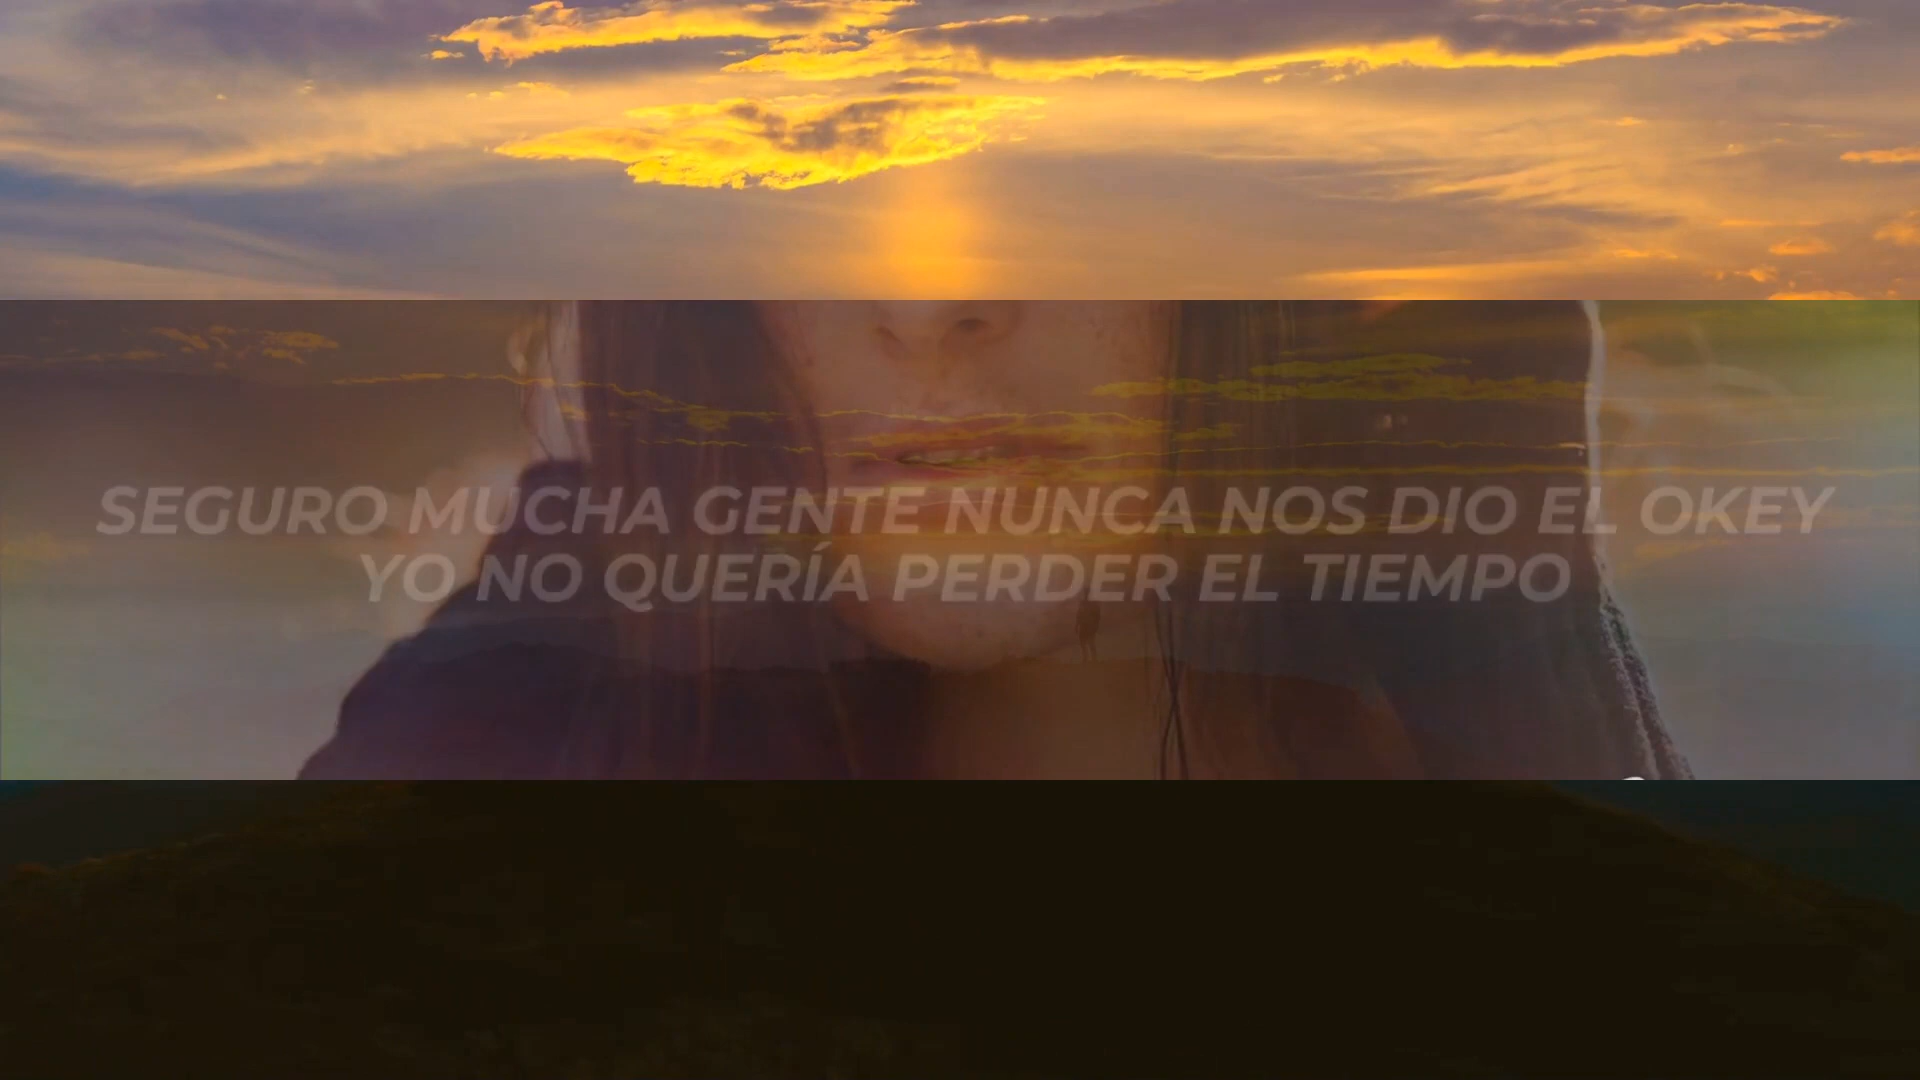 SEGURO MUCHA GENTE NUNCA NOS DIO EL OKEY
YO NO QUERÍA PERDER EL TIEMPO